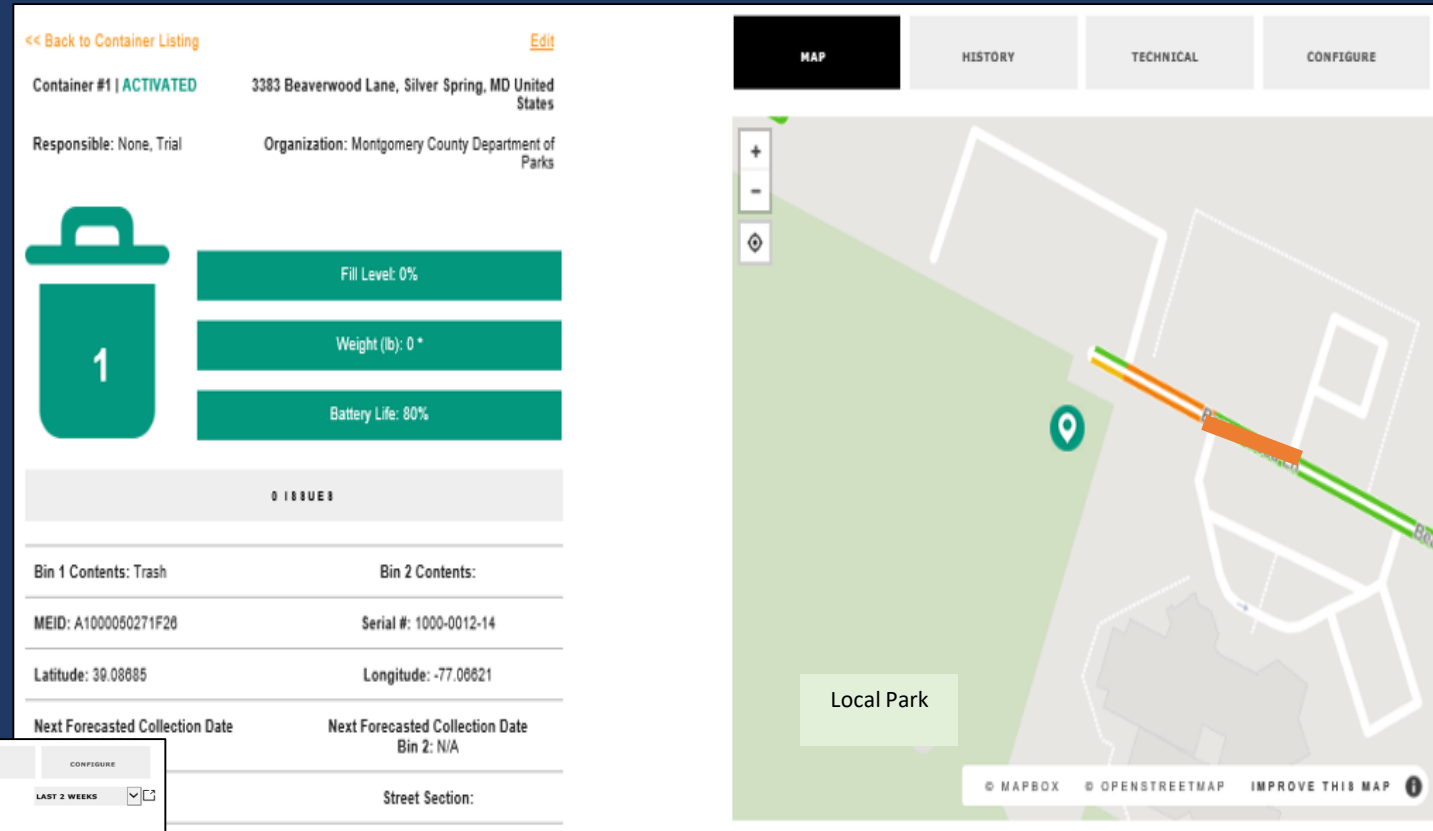 << Back to Container Listing
Edit
Container #1 | ACTIVATED
3383 Beaverwood Lane, Silver Spring, MD United
States
Responsible: None, Trial
Organization: Montgomery County Department of
Parks
1
Fill Level: 0%
Weight (lb): 0 *
Battery Life: 80%
0 ISSUES
Bin 1 Contents: Trash
Bin 2 Contents:
MEID: A1000050271F26
Serial #: 1000-0012-14
Latitude: 39.08685
Longitude: -77.06621
Next Forecasted Collection Date
Next Forecasted Collection Date
Bin 2: N/A
Street Section:
CONFIGURE
LAST 2 WEEKS
MAP
HISTORY
TECHNICAL
CONFIGURE
+
−
Local Park
© MAPBOX © OPENSTREETMAP IMPROVE THIS MAP